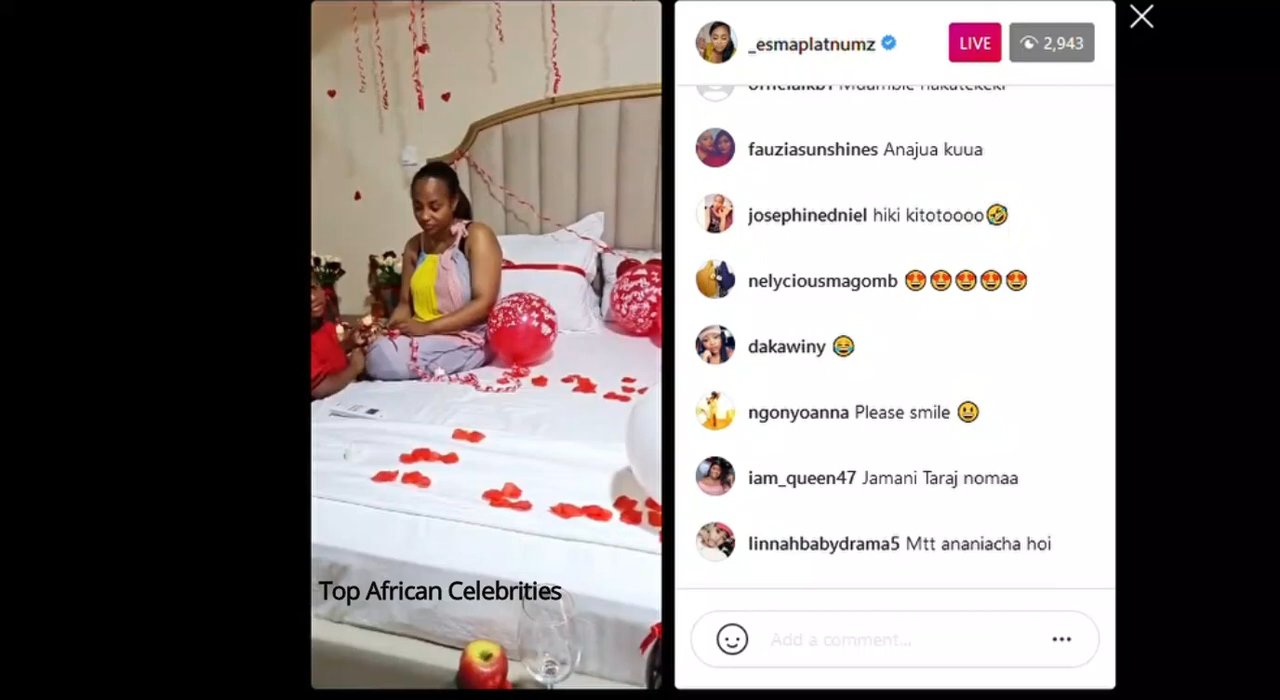 _esmaplatnumz
LIVE
2,943
fauziasunshines Anajua kuua
josephinedniel hiki kitotoooo🤣
nelyciousmagomb 😍😍😍😍😍
dakawiny 😂
ngonyoanna Please smile 😀
iam_queen47 Jamani Taraj nomaa
linnahbabydrama5 Mtt ananiacha hoi
Add a comment...
Top African Celebrities